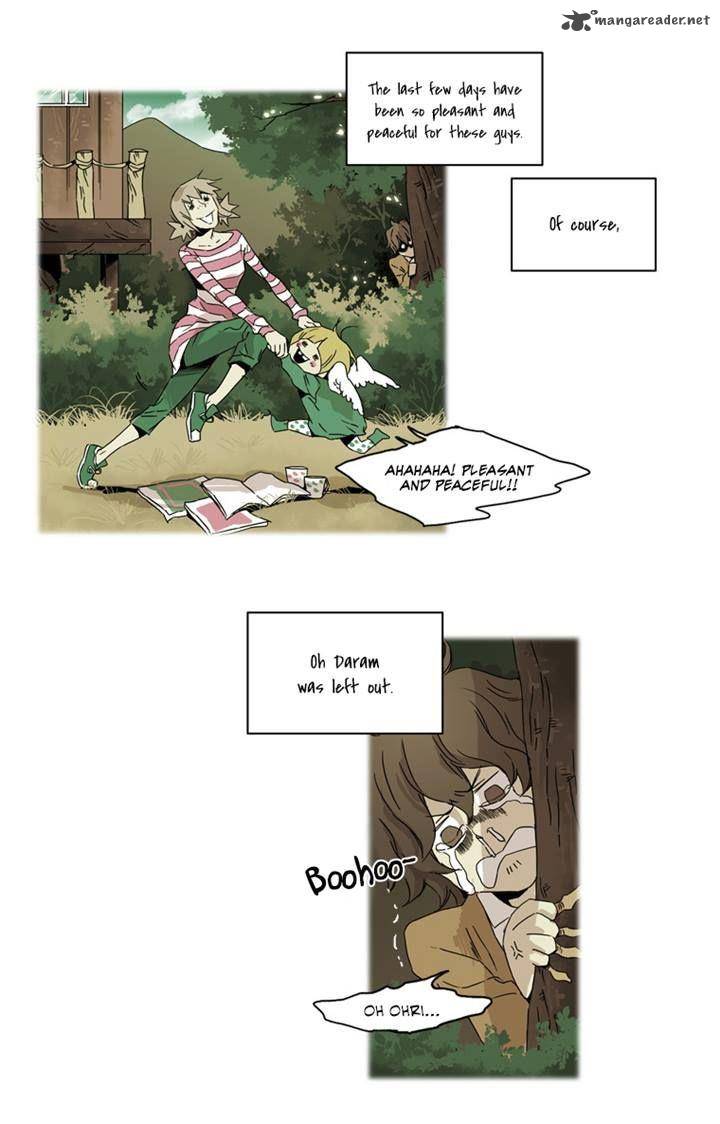 mangareader.net
The last few days have
been so pleasant and
peaceful for these guys.
Of course,
AHAHAHA! PLEASANT
AND PEACEFUL!!
Oh Daram
was left out.
Boohoo-
OH OHRI...